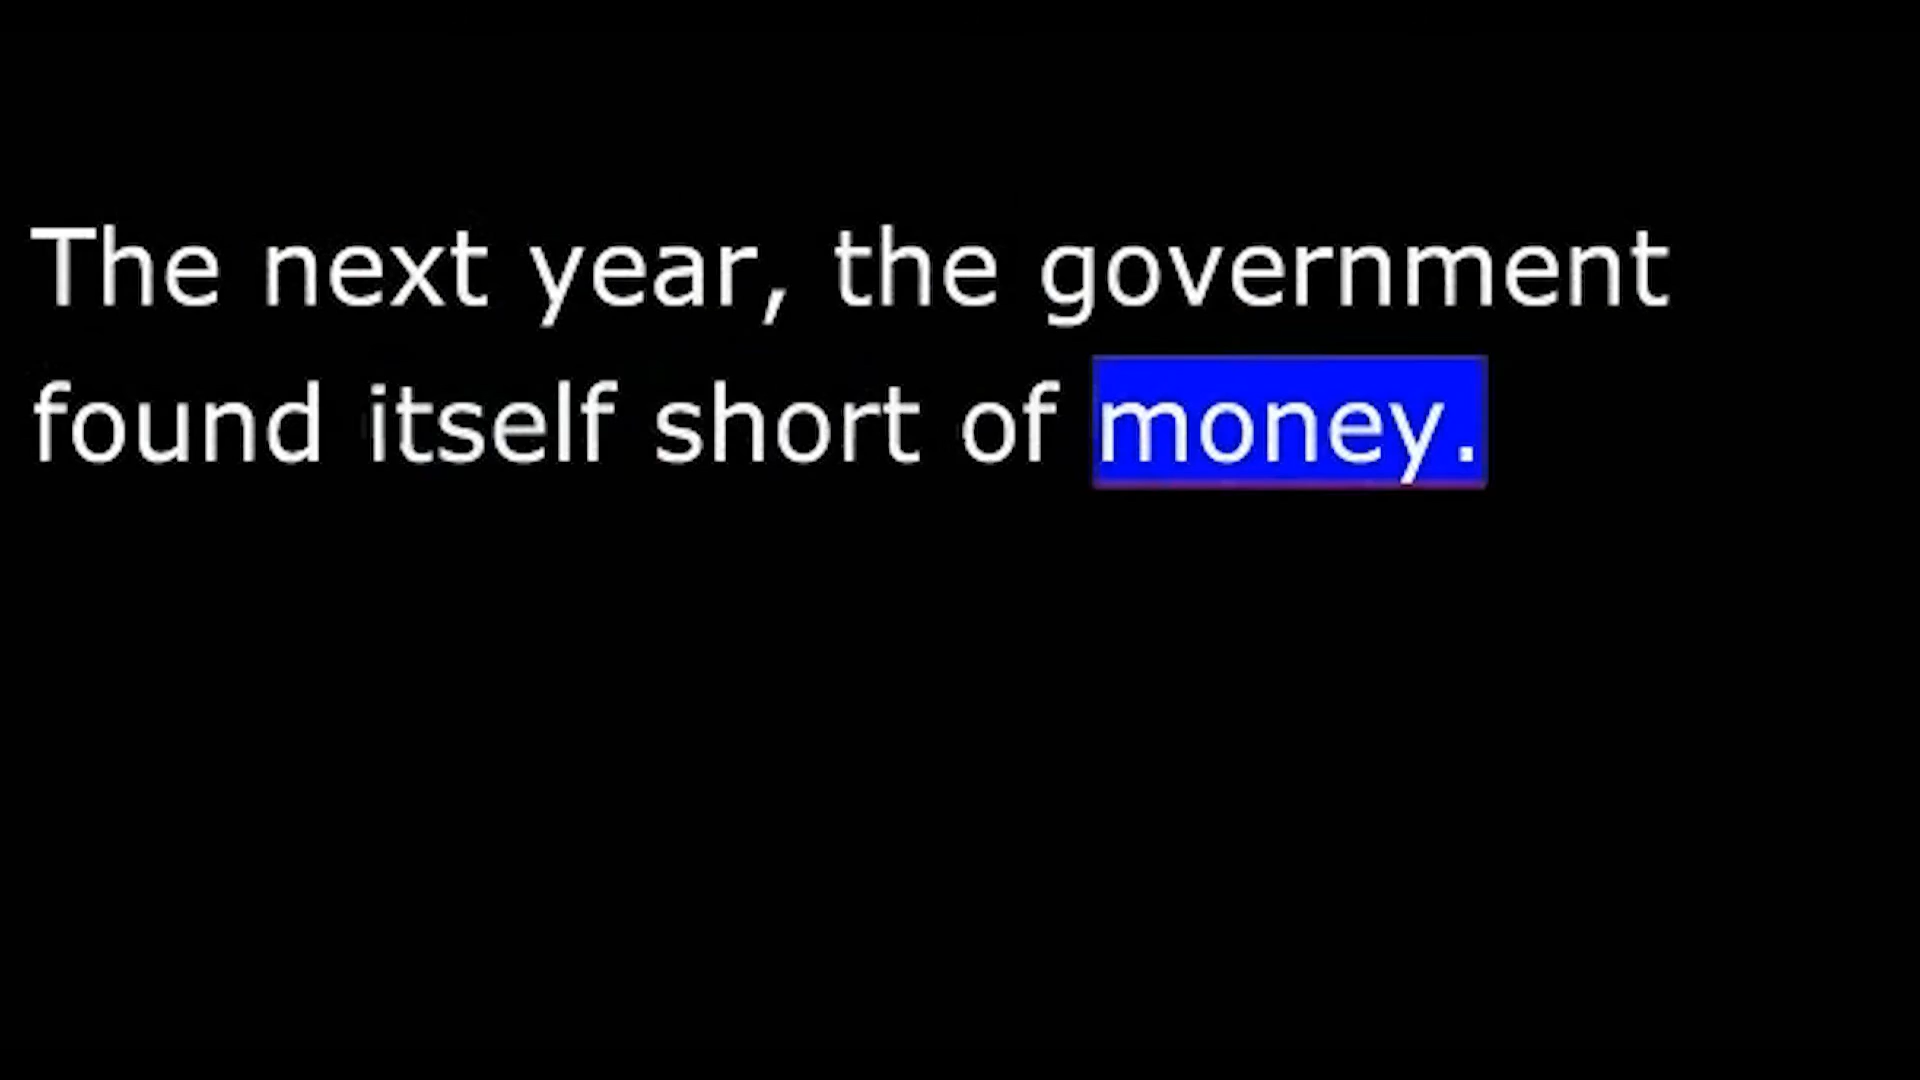 The next year, the government
found itself short of money.